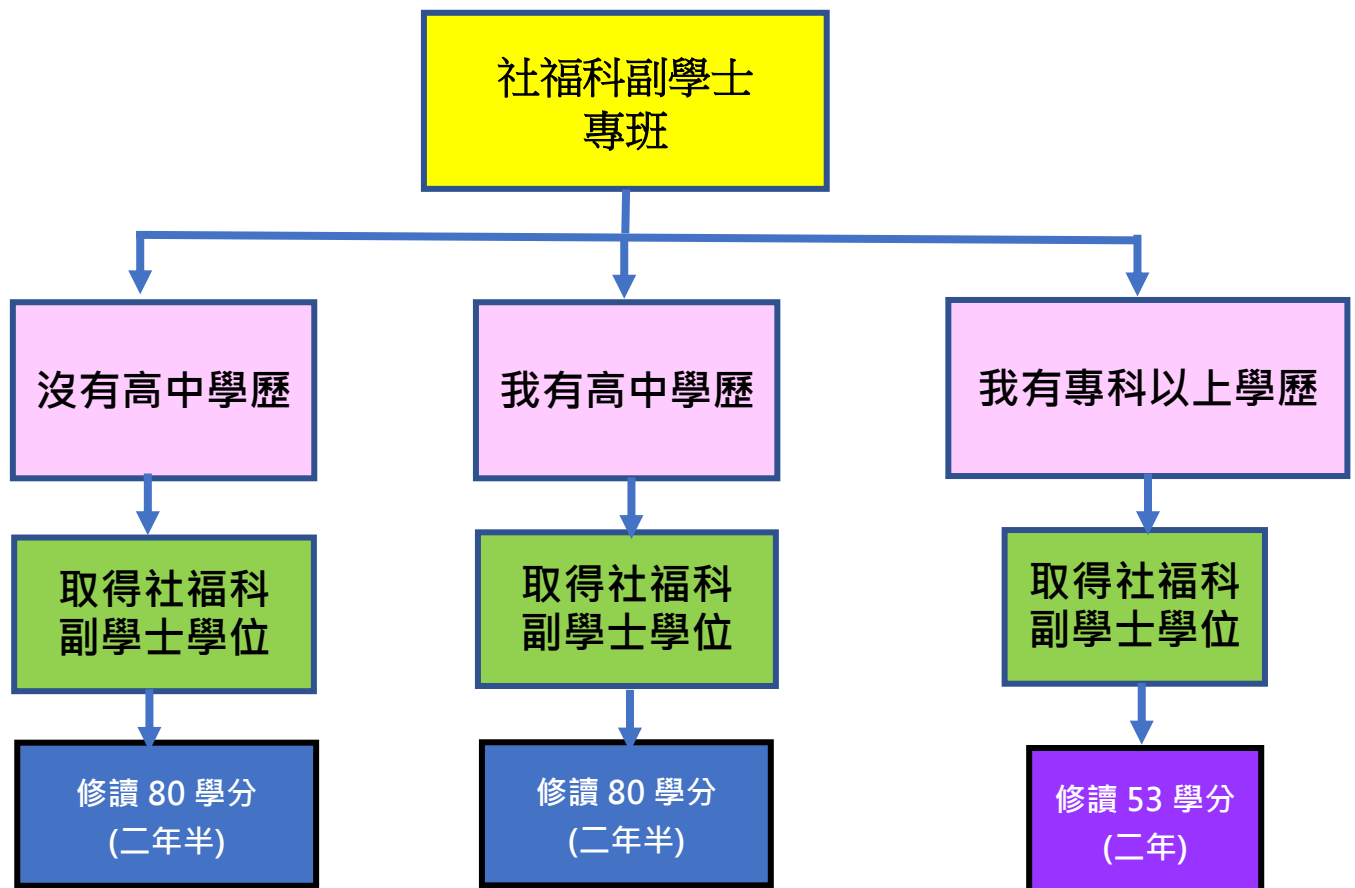 社福科副學士
專班
沒有高中學歷
我有高中學歷
我有專科以上學歷
取得社福科
副學士學位
取得社福科
副學士學位
取得社福科
副學士學位
修讀 80 學分
(二年半)
修讀 80 學分
(二年半)
修讀 53 學分
(二年)